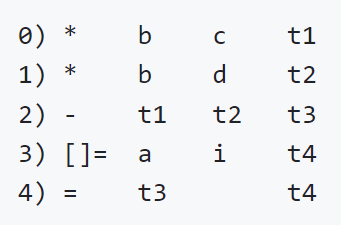 0) * b c t1
1) * b d t2
2) - t1 t2 t3
3) []= a i t4
4) = t3 t4